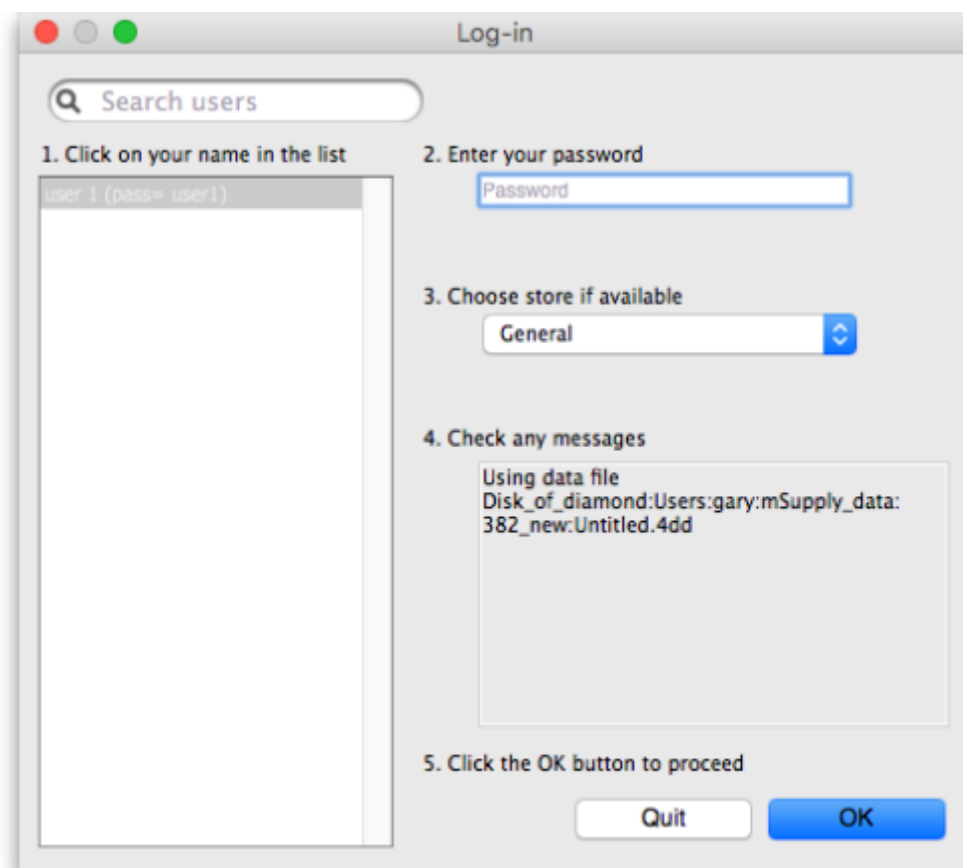 Log-in
Search users
1. Click on your name in the list
user 1 (pass= user1)
2. Enter your password
Password
3. Choose store if available
General
4. Check any messages
Using data file
Disk_of_diamond:Users:gary:mSupply_data:
382_new:Untitled.4dd
5. Click the OK button to proceed
Quit
OK